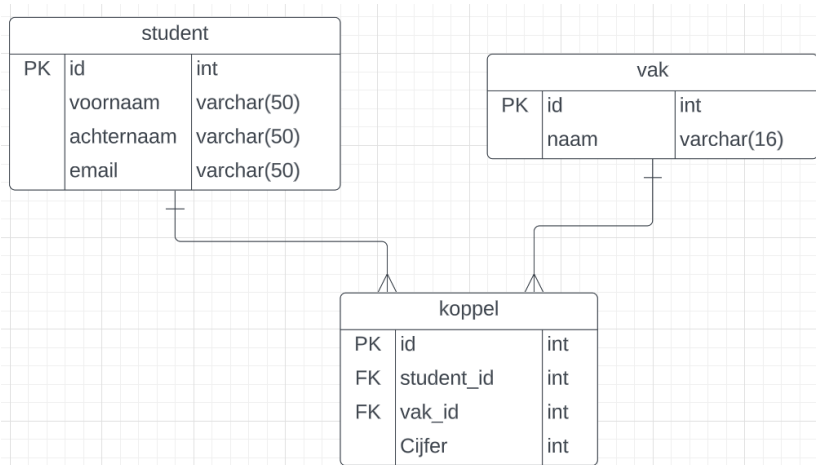 student
PK id int
voornaam varchar(50)
achternaam varchar(50)
email varchar(50)
vak
PK id int
naam varchar(16)
koppel
PK id int
FK student_id int
FK vak_id int
Cijfer int